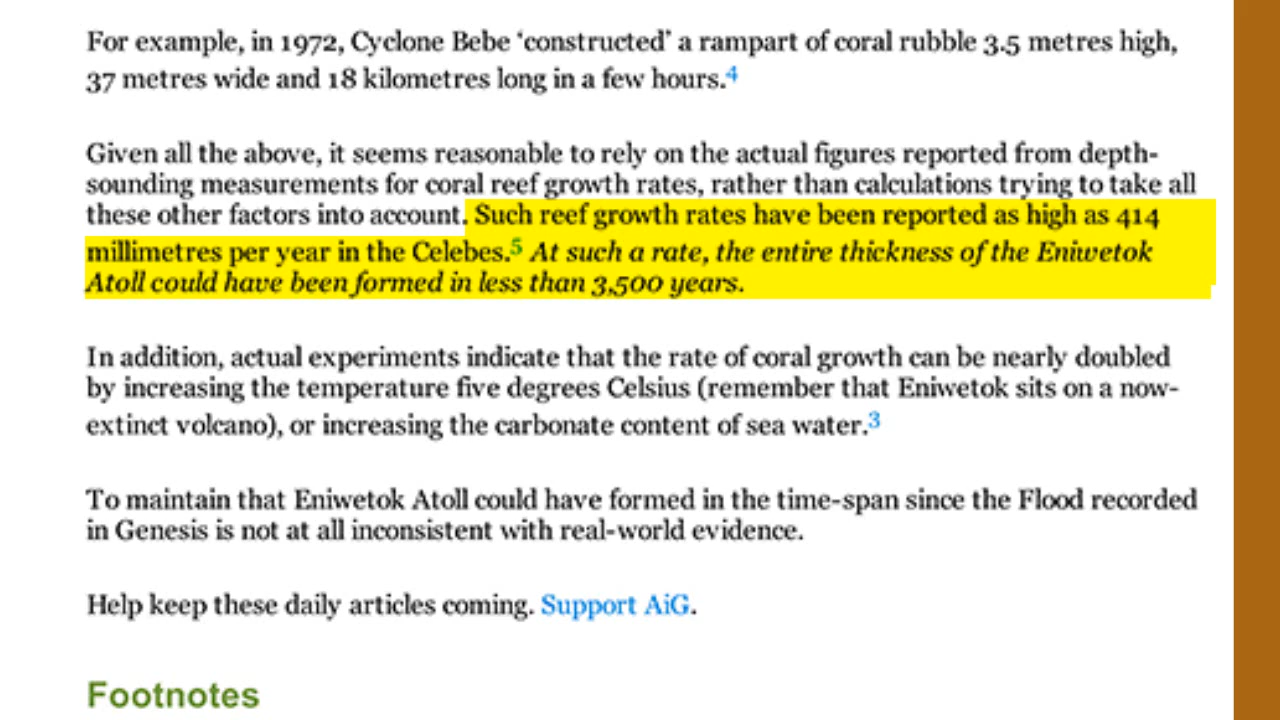 For example, in 1972, Cyclone Bebe ‘constructed’ a rampart of coral rubble 3.5 metres high,
37 metres wide and 18 kilometres long in a few hours.4
Given all the above, it seems reasonable to rely on the actual figures reported from depth-
sounding measurements for coral reef growth rates, rather than calculations trying to take all
these other factors into account. Such reef growth rates have been reported as high as 414
millimetres per year in the Celebes.5 At such a rate, the entire thickness of the Eniwetok
Atoll could have been formed in less than 3,500 years.
In addition, actual experiments indicate that the rate of coral growth can be nearly doubled
by increasing the temperature five degrees Celsius (remember that Eniwetok sits on a now-
extinct volcano), or increasing the carbonate content of sea water.3
To maintain that Eniwetok Atoll could have formed in the time-span since the Flood recorded
in Genesis is not at all inconsistent with real-world evidence.
Help keep these daily articles coming. Support AiG.
Footnotes